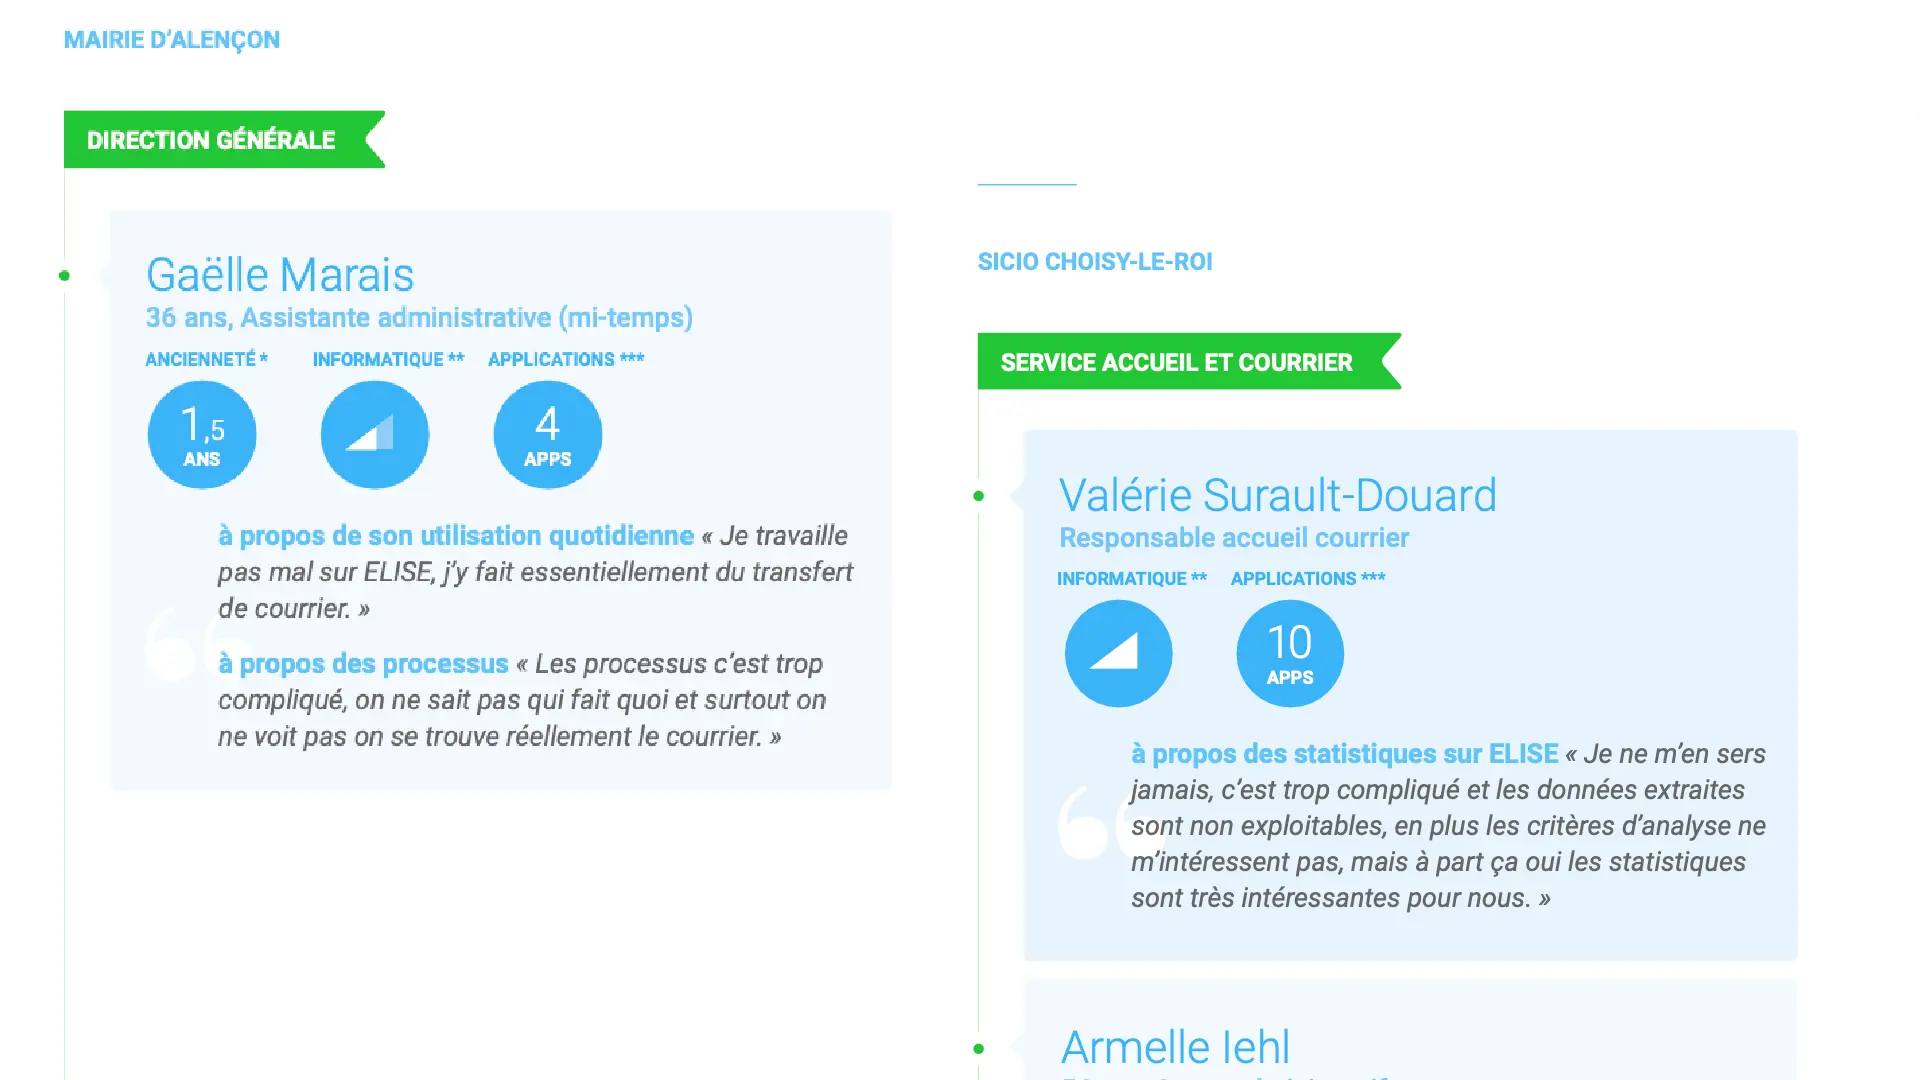 MAIRIE D’ALENÇON
DIRECTION GÉNÉRALE
Gaëlle Marais
36 ans, Assistante administrative (mi-temps)
ANCIENNETÉ * INFORMATIQUE ** APPLICATIONS ***
1,5 4
ANS APPS
à propos de son utilisation quotidienne « Je travaille
pas mal sur ELISE, j’y fait essentiellement du transfert
de courrier. »
à propos des processus « Les processus c’est trop
compliqué, on ne sait pas qui fait quoi et surtout on
ne voit pas on se trouve réellement le courrier. »
SICIO CHOISY-LE-ROI
SERVICE ACCUEIL ET COURRIER
Valérie Surault-Douard
Responsable accueil courrier
INFORMATIQUE ** APPLICATIONS ***
10
APPS
à propos des statistiques sur ELISE « Je ne m’en sers
jamais, c’est trop compliqué et les données extraites
sont non exploitables, en plus les critères d’analyse ne
m’intéressent pas, mais à part ça oui les statistiques
sont très intéressantes pour nous. »
Armelle Iehl